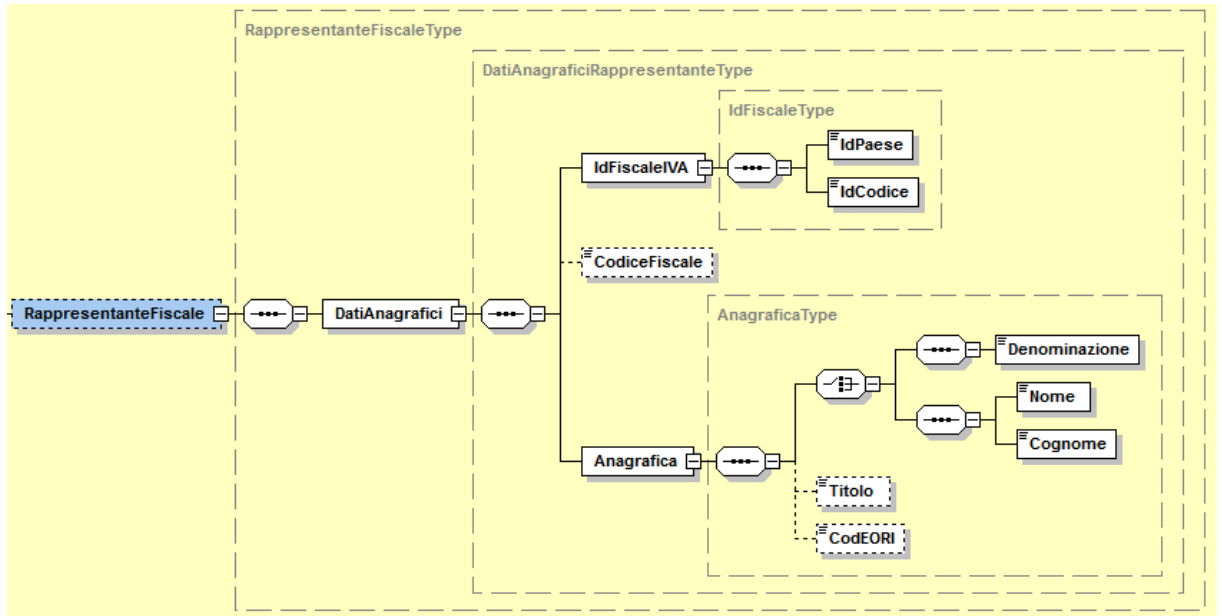 RappresentanteFiscaleType
DatiAnagraficiRappresentanteType
IdFiscaleType
IdPaese
IdFiscaleIVA
IdCodice
CodiceFiscale
AnagraficaType
RappresentanteFiscale
DatiAnagrafici
Denominazione
Nome
Cognome
Anagrafica
Titolo
CodEORI